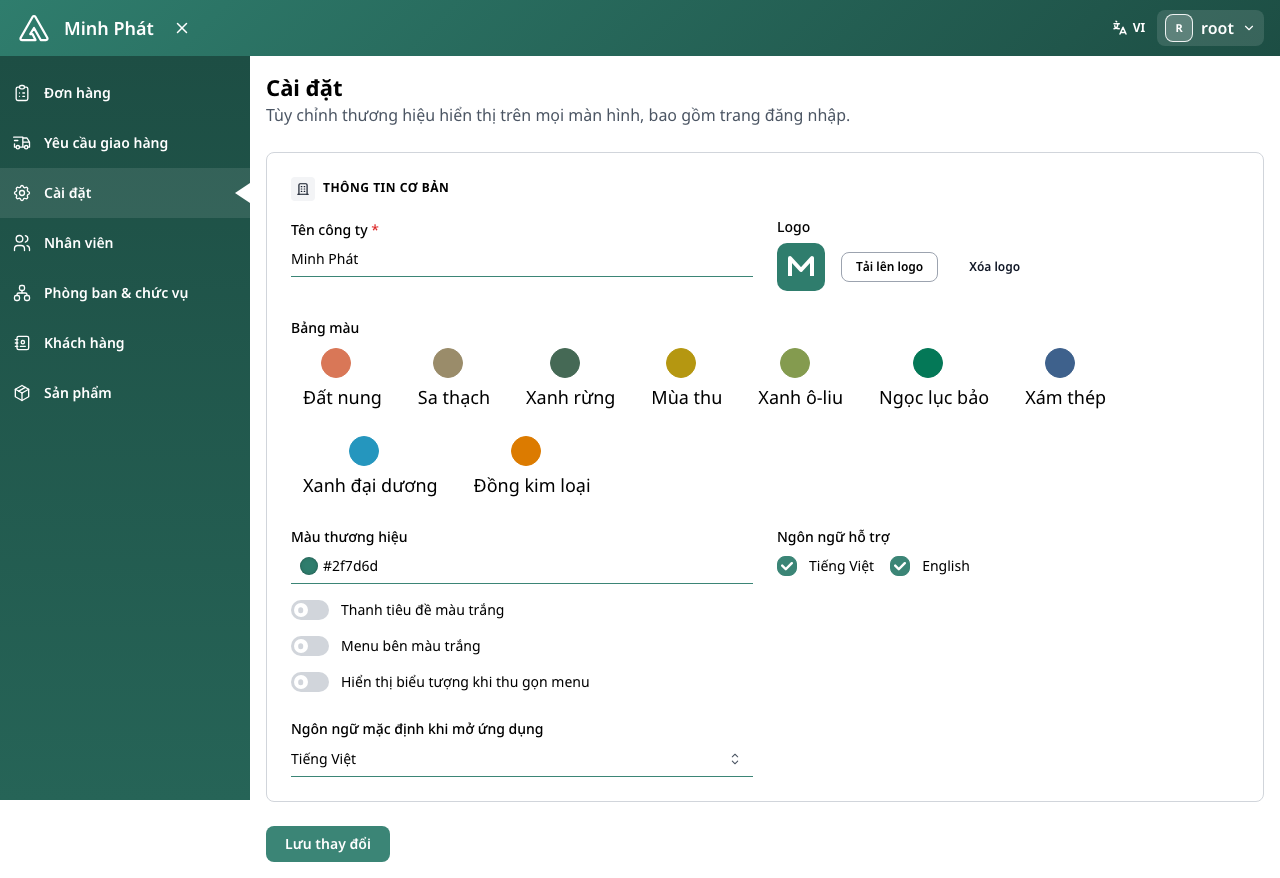 Minh Phát
VI
R
root
Đơn hàng
Yêu cầu giao hàng
Cài đặt
Nhân viên
Phòng ban & chức vụ
Khách hàng
Sản phẩm
Cài đặt
Tùy chỉnh thương hiệu hiển thị trên mọi màn hình, bao gồm trang đăng nhập.
THÔNG TIN CƠ BẢN
Tên công ty *
Minh Phát
Logo
M
Tải lên logo
Xóa logo
Bảng màu
Đất nung
Sa thạch
Xanh rừng
Mùa thu
Xanh ô-liu
Ngọc lục bảo
Xám thép
Xanh đại dương
Đồng kim loại
Màu thương hiệu
#2f7d6d
Ngôn ngữ hỗ trợ
Tiếng Việt
English
Thanh tiêu đề màu trắng
Menu bên màu trắng
Hiển thị biểu tượng khi thu gọn menu
Ngôn ngữ mặc định khi mở ứng dụng
Tiếng Việt
Lưu thay đổi